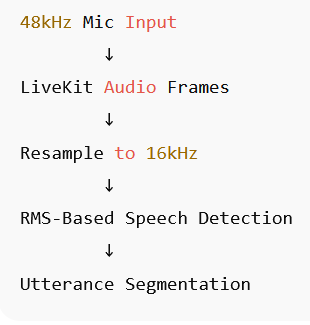 48kHz Mic Input
↓
LiveKit Audio Frames
↓
Resample to 16kHz
↓
RMS-Based Speech Detection
↓
Utterance Segmentation